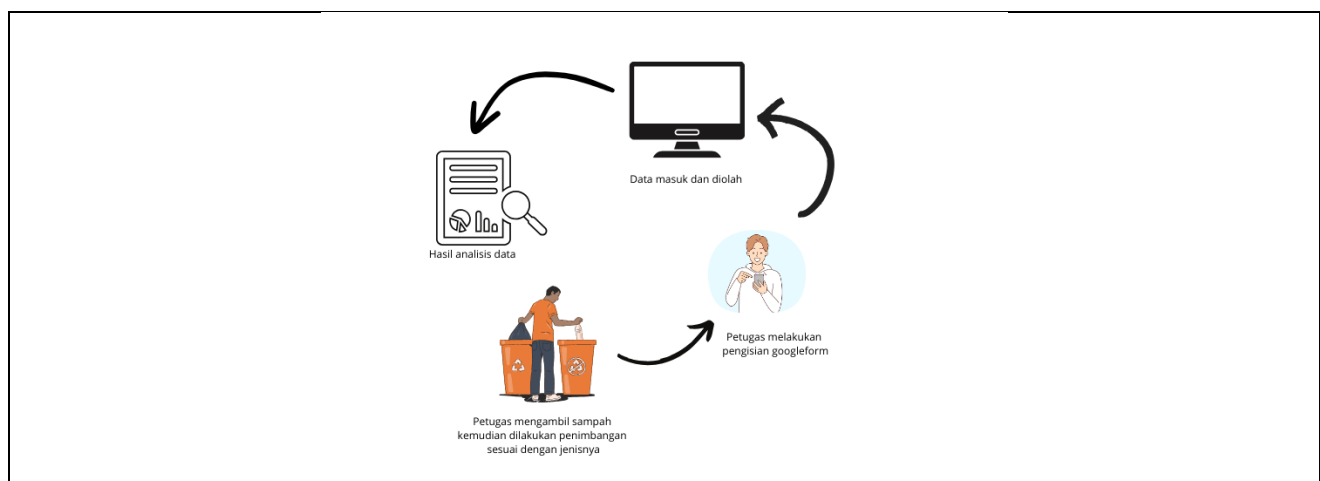 Data masuk dan diolah
Hasil analisis data
Petugas melakukan
pengisian googleform
Petugas mengambil sampah
kemudian dilakukan penimbangan
sesuai dengan jenisnya